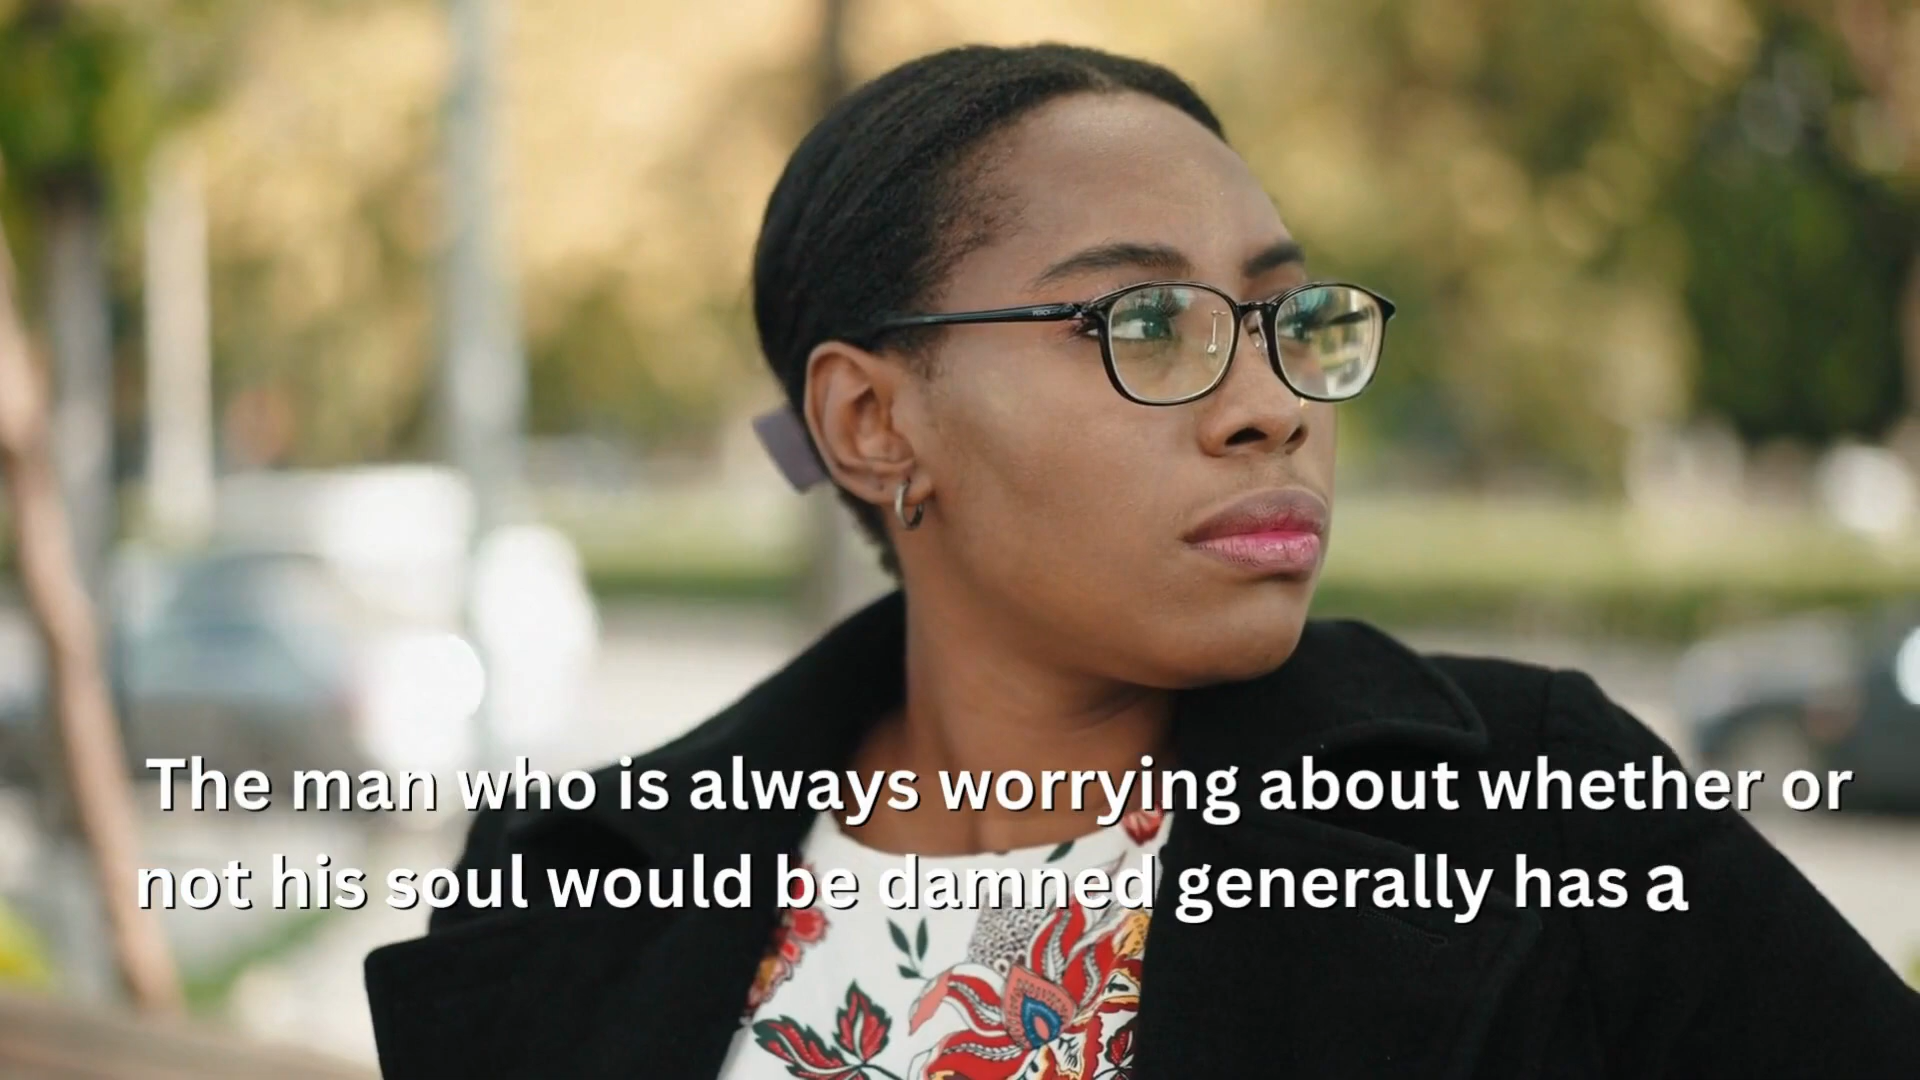 The man who is always worrying about whether or
not his soul would be damned generally has a